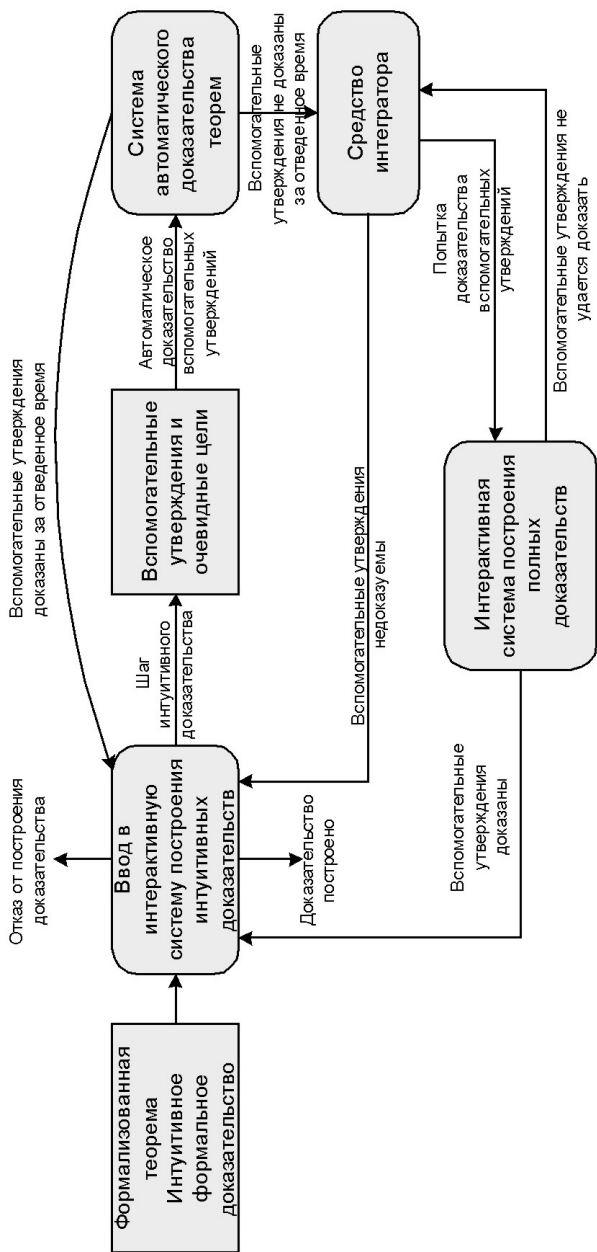 Формализованная
теорема
Интуитивное
формальное
доказательство
Отказ от построения
доказательства
Ввод в
интерактивную
систему построения
интуитивных
доказательств
Доказательство
построено
Шаг
интуитивного
доказательства
Вспомогательные утверждения
доказаны за отведенное время
Вспомогательные
утверждения и
очевидные цели
Автоматическое
доказательство
вспомогательных
утверждений
Система
автоматического
доказательства
теорем
Вспомогательные
утверждения не доказаны
за отведенное время
Средство
интегратора
Вспомогательные утверждения
недоказуемы
Попытка
доказательства
вспомогательных
утверждений
Вспомогательные утверждения не
удается доказать
Интерактивная
система построения
полных
доказательств
Вспомогательные
утверждения
доказаны